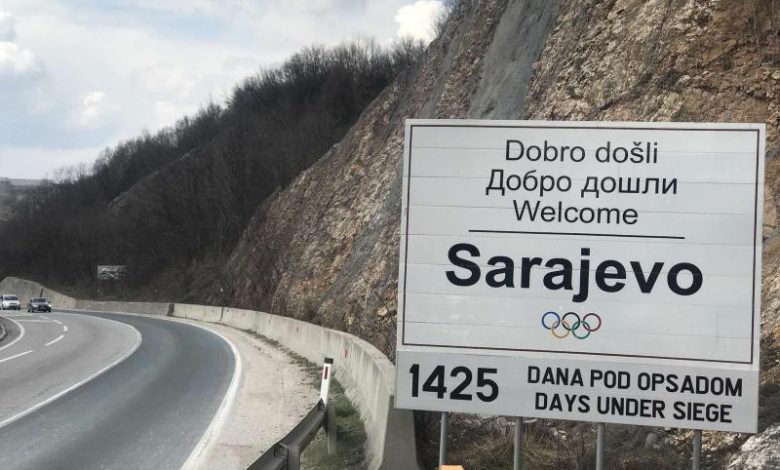 Dobro došli
Добро дошли
Welcome
Sarajevo
1425 DANA POD OPSADOM
DAYS UNDER SIEGE